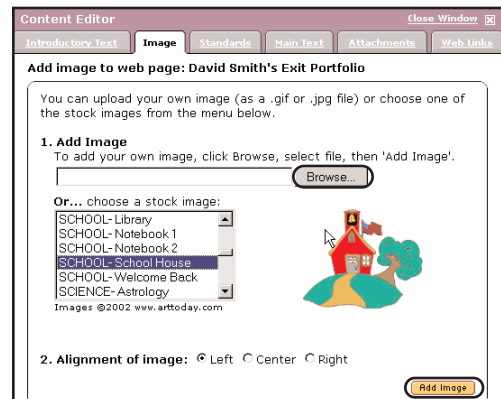 Content Editor
Close Window
Introductory Text Image Standards Main Text Attachments Web Links
Add image to web page: David Smith's Exit Portfolio
You can upload your own image (as a .gif or .jpg file) or choose one of
the stock images from the menu below.
1. Add Image
To add your own image, click Browse, select file, then 'Add Image'.
Browse...
Or... choose a stock image:
SCHOOL-Library
SCHOOL-Notebook 1
SCHOOL-Notebook 2
SCHOOL-School House
SCHOOL-Welcome Back
SCIENCE-Astrology
Images ©2002 www.arttoday.com
2. Alignment of image: Left Center Right
Add Image